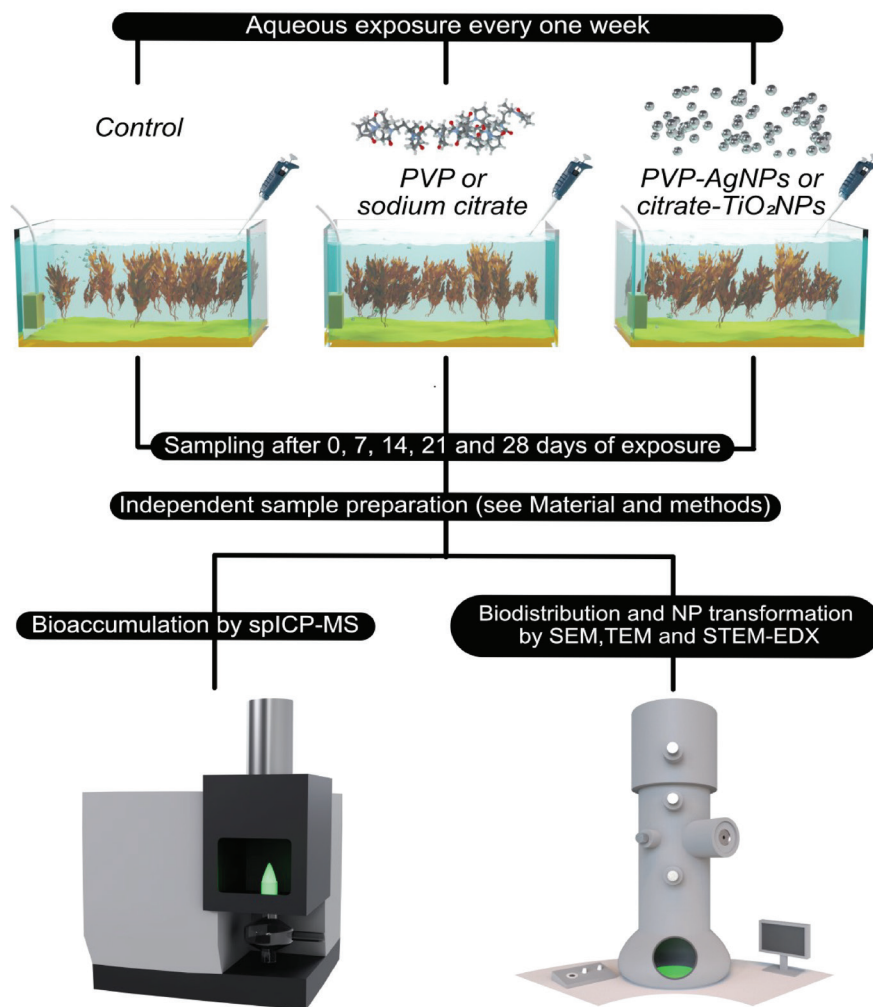 Aqueous exposure every one week
Control
PVP or
sodium citrate
PVP-AgNPs or
citrate-TiO₂NPs
Sampling after 0, 7, 14, 21 and 28 days of exposure
Independent sample preparation (see Material and methods)
Bioaccumulation by spICP-MS
Biodistribution and NP transformation
by SEM,TEM and STEM-EDX